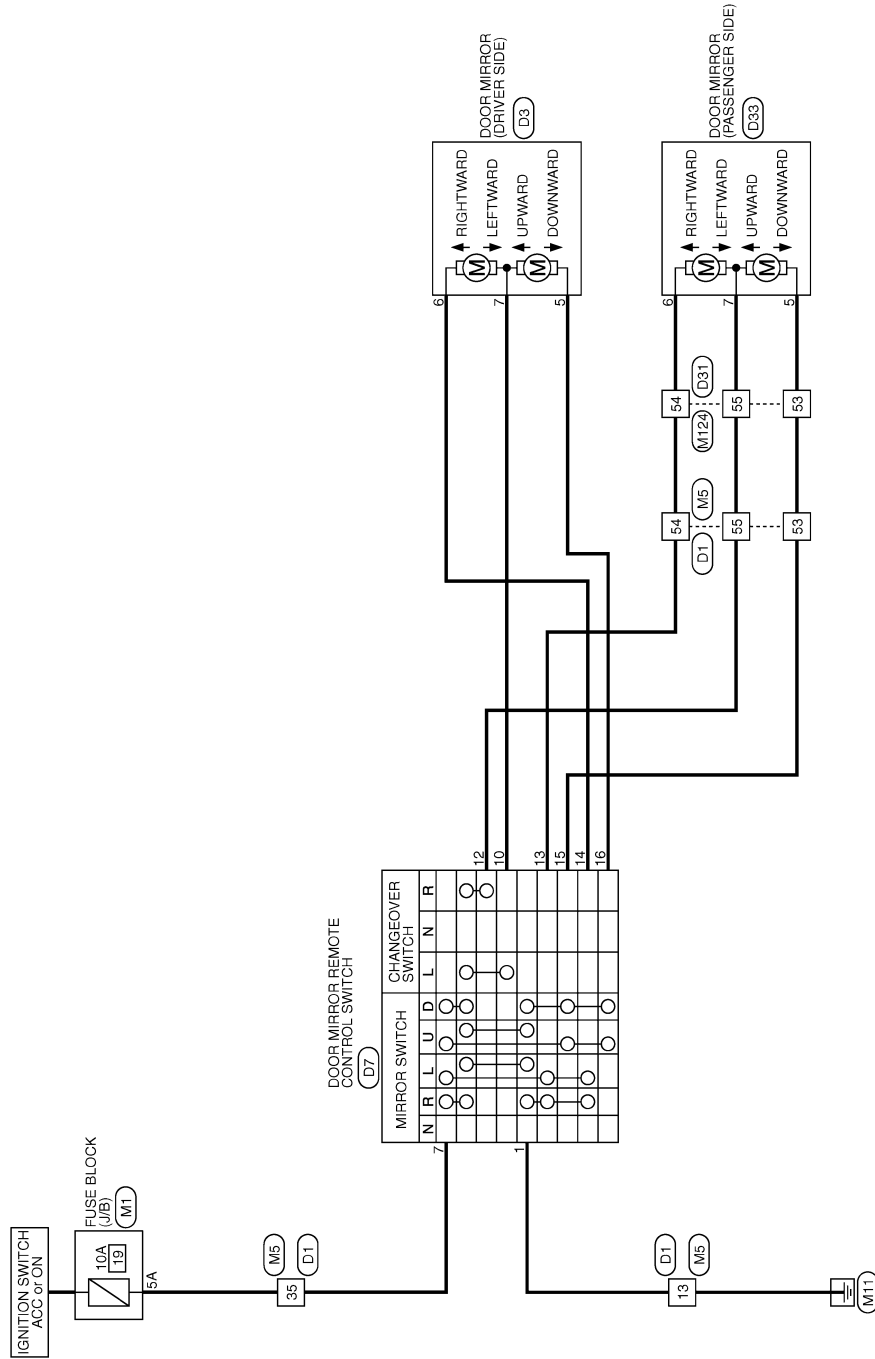 IGNITION SWITCH
ACC or ON
FUSE BLOCK
(J/B)
M1
10A
19
5A
M5
D1
35
DOOR MIRROR REMOTE
CONTROL SWITCH
D7
MIRROR SWITCH
CHANGEOVER
SWITCH
N R L U D L N R
7
1
12
10
13
15
14
16
D1
M5
13
M11
DOOR MIRROR
(DRIVER SIDE)
D3
RIGHTWARD
LEFTWARD
UPWARD
DOWNWARD
M
M
6
7
5
DOOR MIRROR
(PASSENGER SIDE)
D33
RIGHTWARD
LEFTWARD
UPWARD
DOWNWARD
M
M
6
7
5
54
55
53
M124
D31
54
55
53
D1
M5